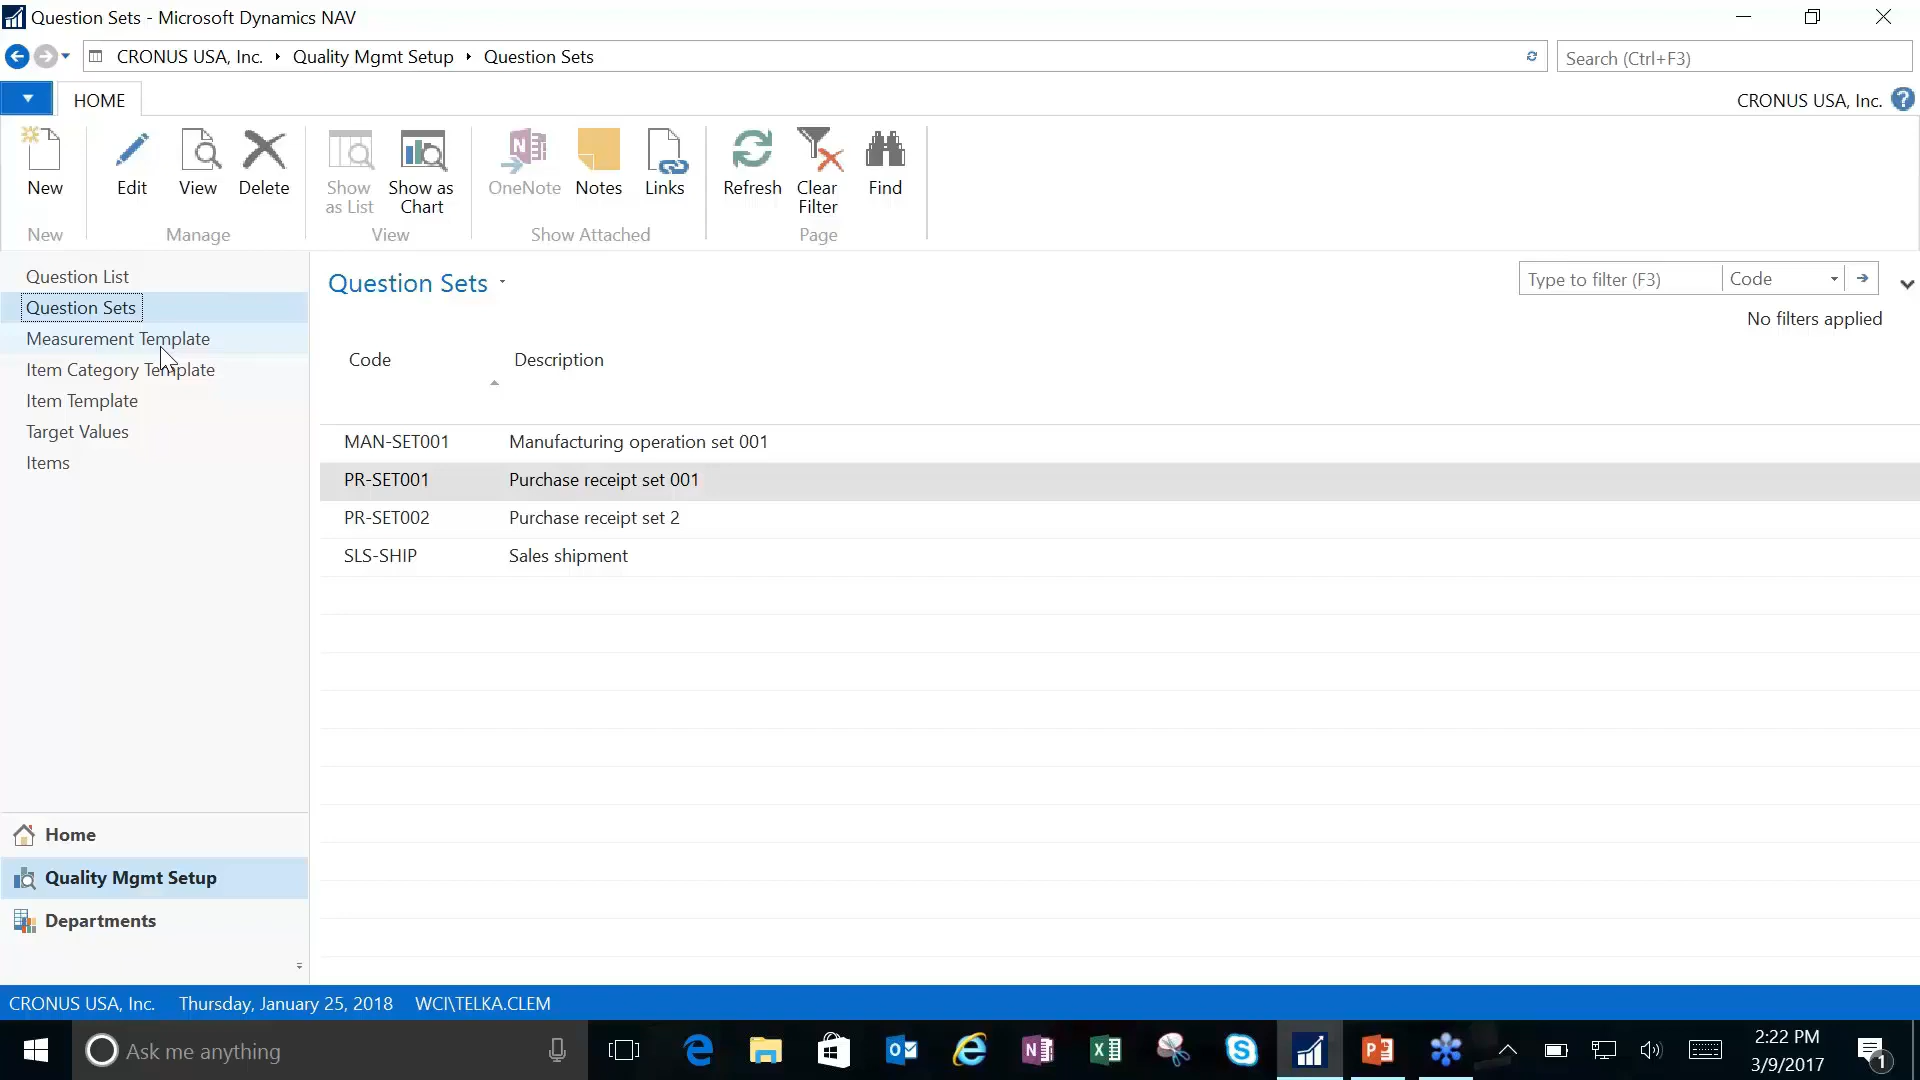 Question Sets - Microsoft Dynamics NAV
CRONUS USA, Inc. Quality Mgmt Setup Question Sets
Search (Ctrl+F3)
HOME
CRONUS USA, Inc.
New Edit View Delete Show as List Show as Chart OneNote Notes Links Refresh Clear Filter Find
New Manage View Show Attached Page
Question List
Question Sets
Measurement Template
Item Category Template
Item Template
Target Values
Items
Question Sets
Type to filter (F3) Code
No filters applied
Code Description
MAN-SET001 Manufacturing operation set 001
PR-SET001 Purchase receipt set 001
PR-SET002 Purchase receipt set 2
SLS-SHIP Sales shipment
Home
Quality Mgmt Setup
Departments
CRONUS USA, Inc. Thursday, January 25, 2018 WCI\TELKA.CLEM
Ask me anything
2:22 PM
3/9/2017
1